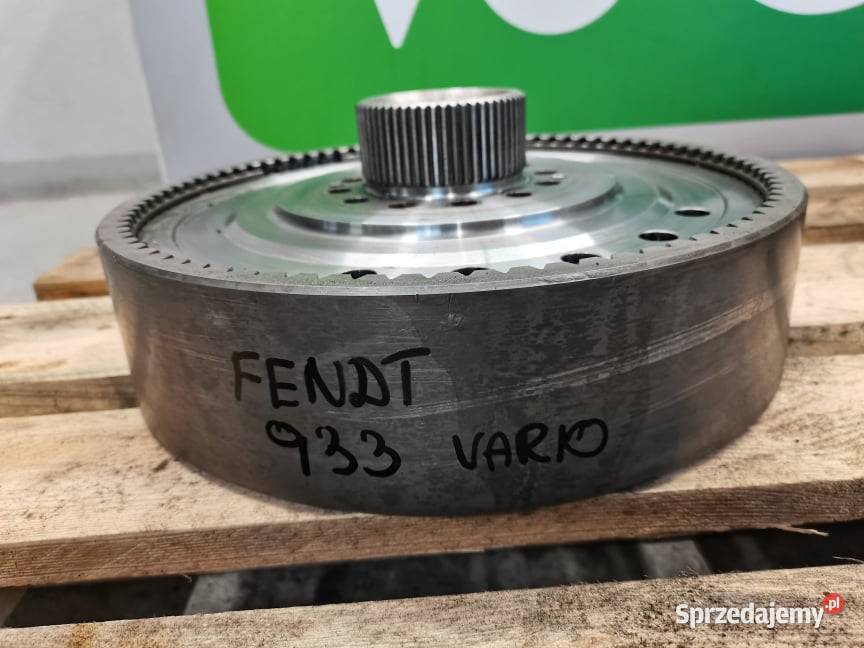 FENDT
933 VARIO
Sprzedajemy.pl